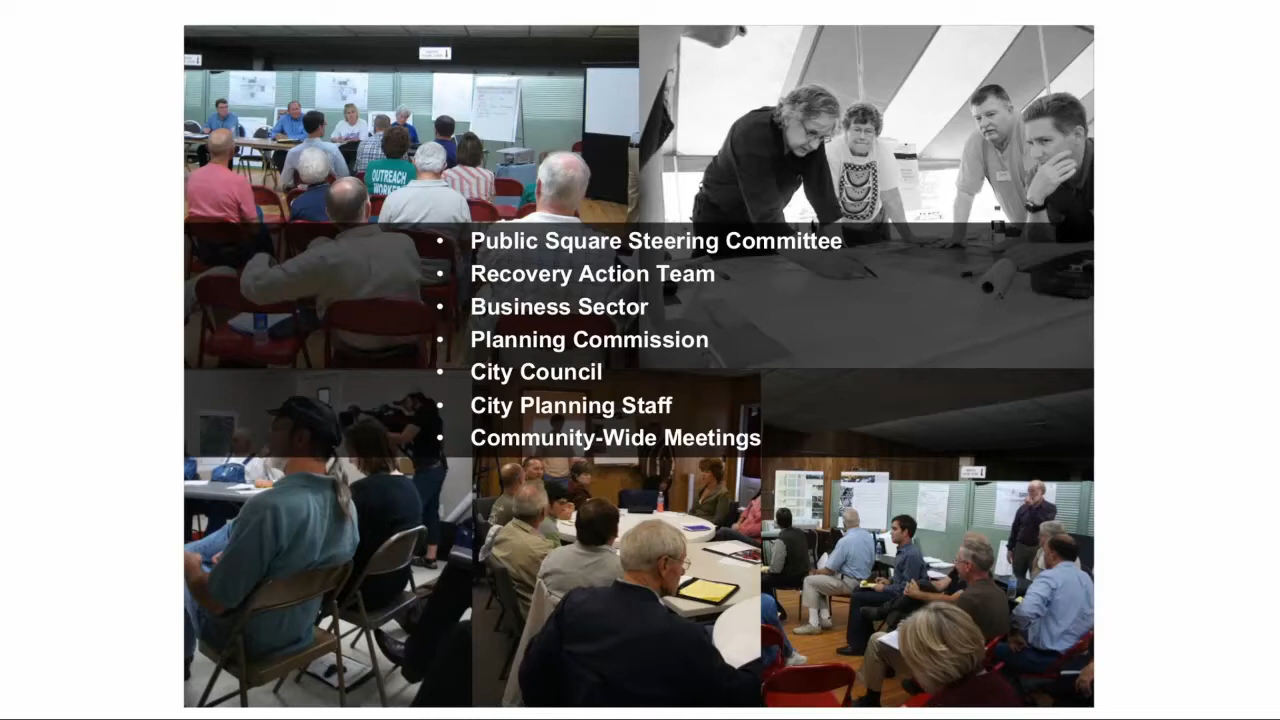 OUTREACH
• Public Square Steering Committee
• Recovery Action Team
• Business Sector
• Planning Commission
• City Council
• City Planning Staff
• Community-Wide Meetings